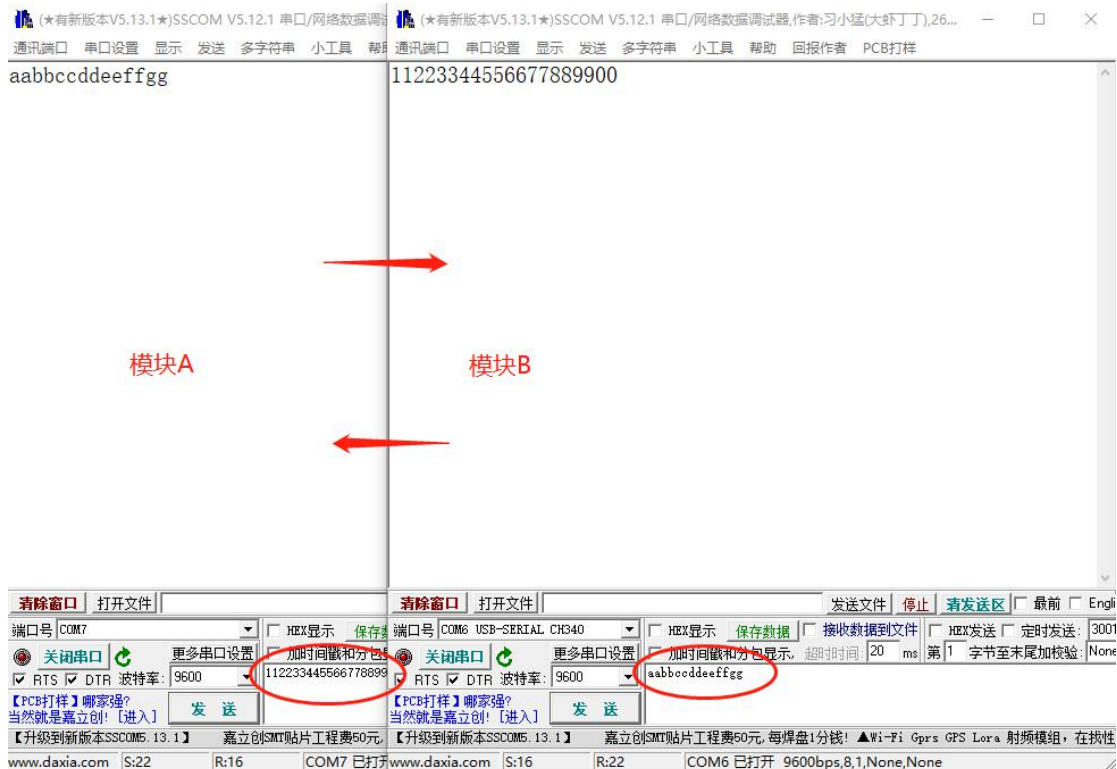 (★有新版本V5.13.1★)SSCOM V5.12.1 串口/网络数据调试
通讯端口 串口设置 显示 发送 多字符串 小工具
aabbccddeeffgg
模块A
清除窗口 打开文件
端口号 COM7 HEX显示
关闭串口 更多串口设置 加时间戳和分包显
RTS DTR 波特率: 9600 112233445566778899
【PCB打样】哪家强?
当然就是嘉立创!【进入】 发 送
【升级到新版本SSCOM5.13.1】 嘉立创SMT贴片工程费50元,
www.daxia.com S:22 R:16 COM7 已打开
(★有新版本V5.13.1★)SSCOM V5.12.1 串口/网络数据调试器,作者:习小猛(大虾丁丁),26...
通讯端口 串口设置 显示 发送 多字符串 小工具 帮助 回报作者 PCB打样
11223344556677889900
模块B
清除窗口 打开文件 发送文件 停止 清发送区 最前 Engli
端口号 COM6 USB-SERIAL CH340 HEX显示 保存数据 接收数据到文件 HEX发送 定时发送: 3001
关闭串口 更多串口设置 加时间戳和分包显示, 超时时间: 20 ms 第 1 字节至末尾加校验: None
RTS DTR 波特率: 9600 aabbccddeeffgg
【PCB打样】哪家强?
当然就是嘉立创!【进入】 发 送
【升级到新版本SSCOM5.13.1】 嘉立创SMT贴片工程费50元,每焊盘1分钱! ▲Wi-Fi Gprs GPS Lora 射频模组,在抗
www.daxia.com S:16 R:22 COM6 已打开 9600bps,8,1,None,None